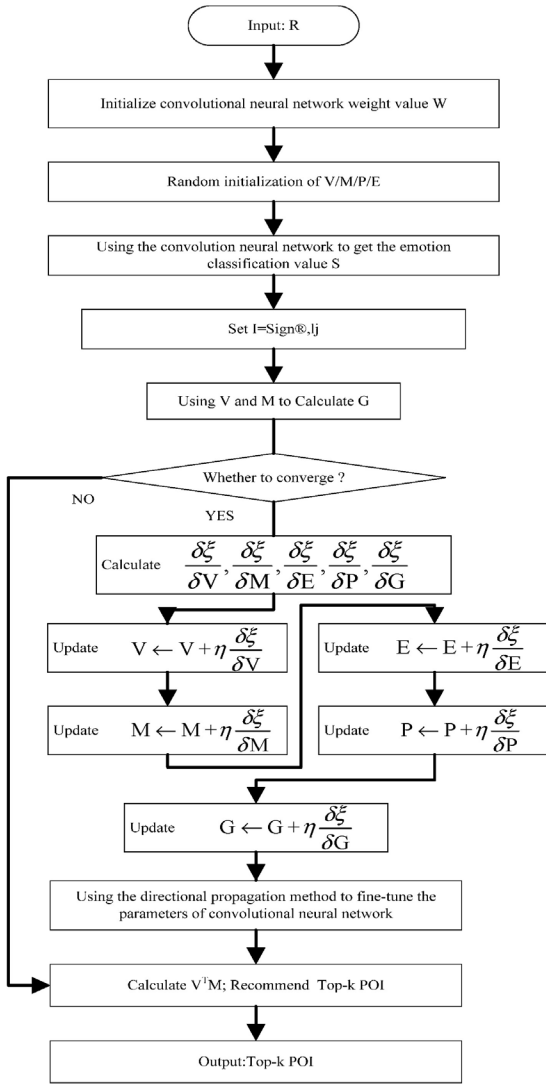 Input: R
Initialize convolutional neural network weight value W
Random initialization of V/M/P/E
Using the convolution neural network to get the emotion
classification value S
Set I=Sign®,lj
Using V and M to Calculate G
Whether to converge ?
NO
YES
Calculate δξ/δV, δξ/δM, δξ/δE, δξ/δP, δξ/δG
Update V ← V + η δξ/δV
Update M ← M + η δξ/δM
Update E ← E + η δξ/δE
Update P ← P + η δξ/δP
Update G ← G + η δξ/δG
Using the directional propagation method to fine-tune the
parameters of convolutional neural network
Calculate VᵀM; Recommend Top-k POI
Output:Top-k POI